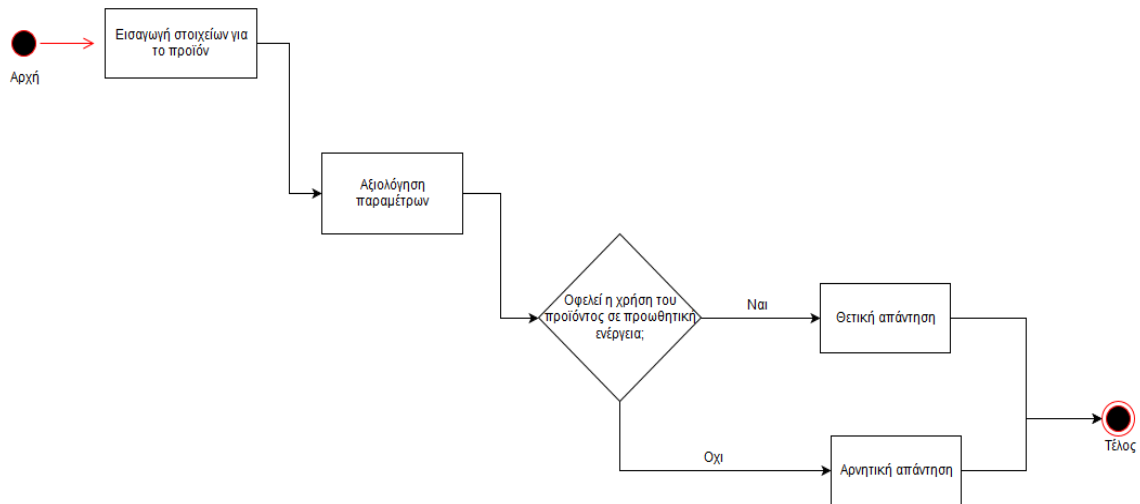 Εισαγωγή στοιχείων για
το προϊόν
Αρχή
Αξιολόγηση
παραμέτρων
Οφελεί η χρήση του
προϊόντος σε προωθητική
ενέργεια;
Ναι
Θετική απάντηση
Οχι
Αρνητική απάντηση
Τέλος